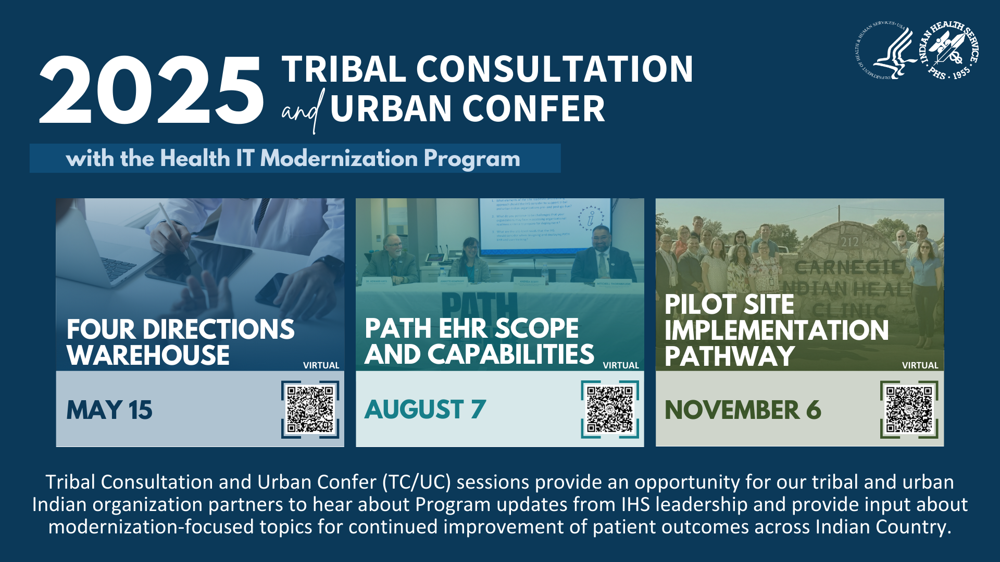 DEPARTMENT OF HEALTH & HUMAN SERVICES • USA
INDIAN HEALTH SERVICE
PHS • 1955
2025
TRIBAL CONSULTATION
and URBAN CONFER
with the Health IT Modernization Program
FOUR DIRECTIONS
WAREHOUSE
VIRTUAL
MAY 15
PATH
PATH EHR SCOPE
AND CAPABILITIES
VIRTUAL
AUGUST 7
212
CARNEGIE
NDIAN HEAL
CLINIC
PILOT SITE
IMPLEMENTATION
PATHWAY
VIRTUAL
NOVEMBER 6
Tribal Consultation and Urban Confer (TC/UC) sessions provide an opportunity for our tribal and urban
Indian organization partners to hear about Program updates from IHS leadership and provide input about
modernization-focused topics for continued improvement of patient outcomes across Indian Country.